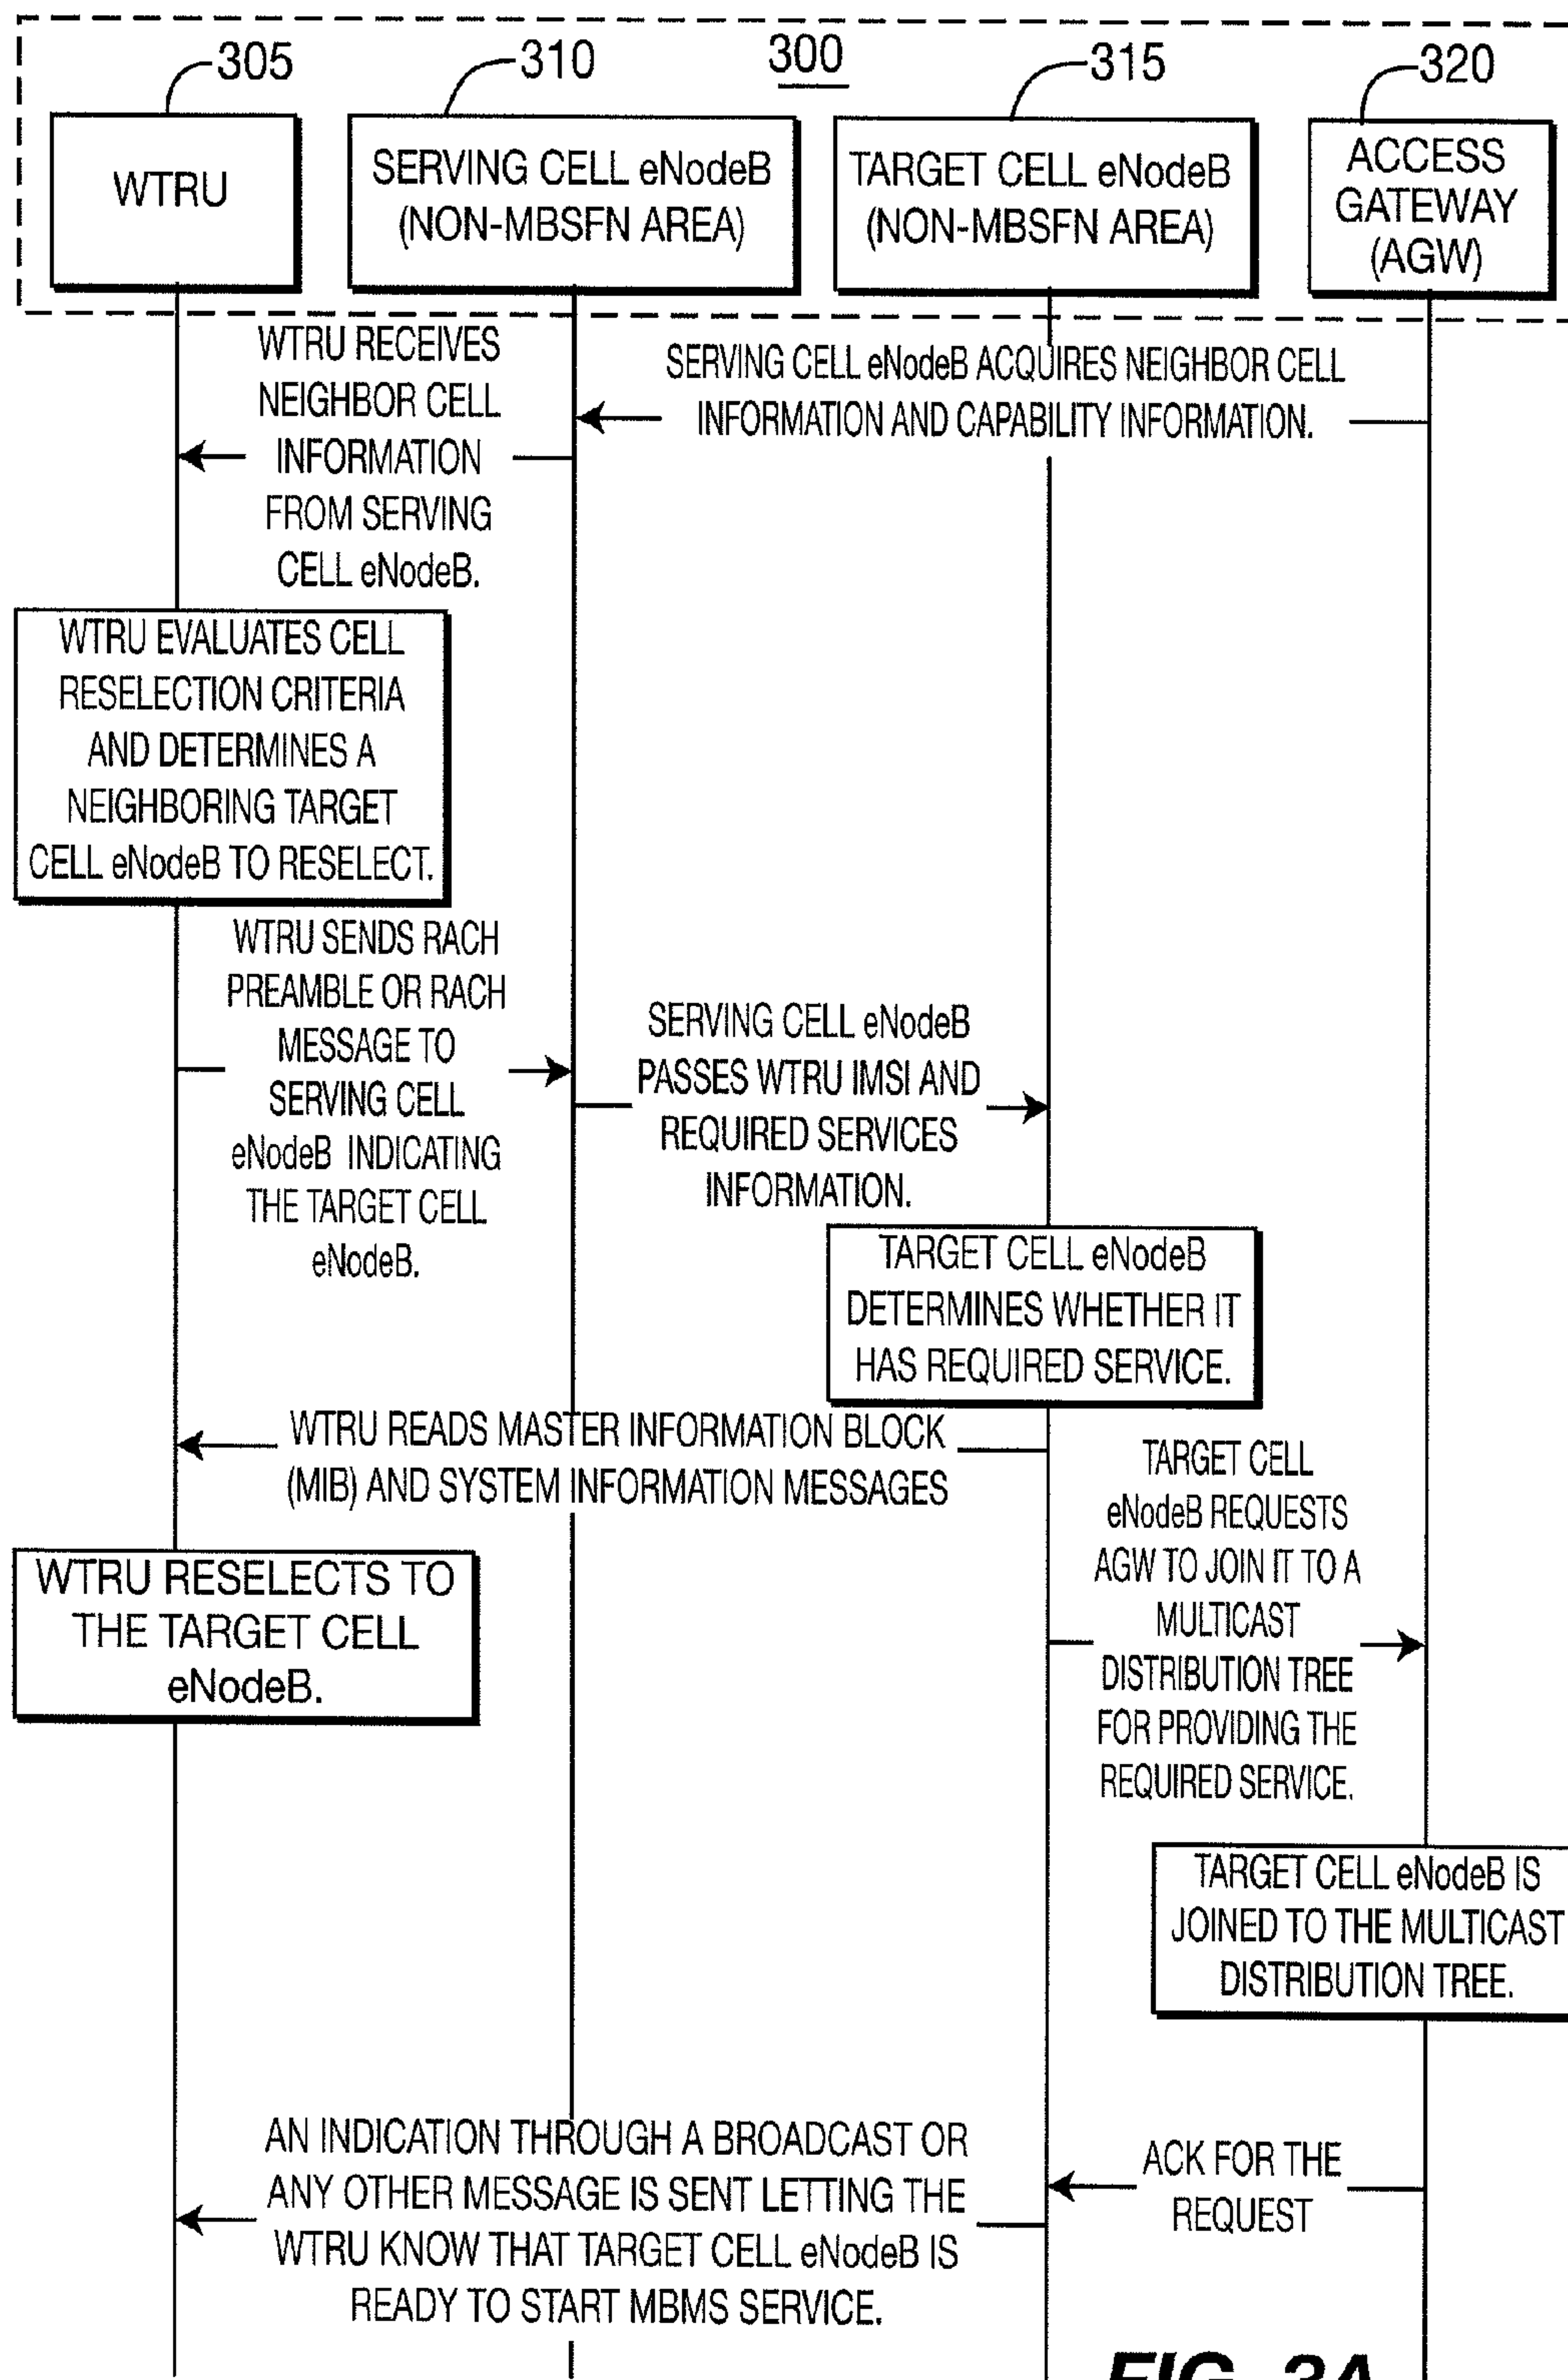 300
305
310
315
320
WTRU
SERVING CELL eNodeB
(NON-MBSFN AREA)
TARGET CELL eNodeB
(NON-MBSFN AREA)
ACCESS
GATEWAY
(AGW)
SERVING CELL eNodeB ACQUIRES NEIGHBOR CELL
INFORMATION AND CAPABILITY INFORMATION.
WTRU RECEIVES
NEIGHBOR CELL
INFORMATION
FROM SERVING
CELL eNodeB.
WTRU EVALUATES CELL
RESELECTION CRITERIA
AND DETERMINES A
NEIGHBORING TARGET
CELL eNodeB TO RESELECT.
WTRU SENDS RACH
PREAMBLE OR RACH
MESSAGE TO
SERVING CELL
eNodeB INDICATING
THE TARGET CELL
eNodeB.
SERVING CELL eNodeB
PASSES WTRU IMSI AND
REQUIRED SERVICES
INFORMATION.
TARGET CELL eNodeB
DETERMINES WHETHER IT
HAS REQUIRED SERVICE.
WTRU READS MASTER INFORMATION BLOCK
(MIB) AND SYSTEM INFORMATION MESSAGES
WTRU RESELECTS TO
THE TARGET CELL
eNodeB.
TARGET CELL
eNodeB REQUESTS
AGW TO JOIN IT TO A
MULTICAST
DISTRIBUTION TREE
FOR PROVIDING THE
REQUIRED SERVICE.
TARGET CELL eNodeB IS
JOINED TO THE MULTICAST
DISTRIBUTION TREE.
ACK FOR THE
REQUEST
AN INDICATION THROUGH A BROADCAST OR
ANY OTHER MESSAGE IS SENT LETTING THE
WTRU KNOW THAT TARGET CELL eNodeB IS
READY TO START MBMS SERVICE.
FIG. 3A